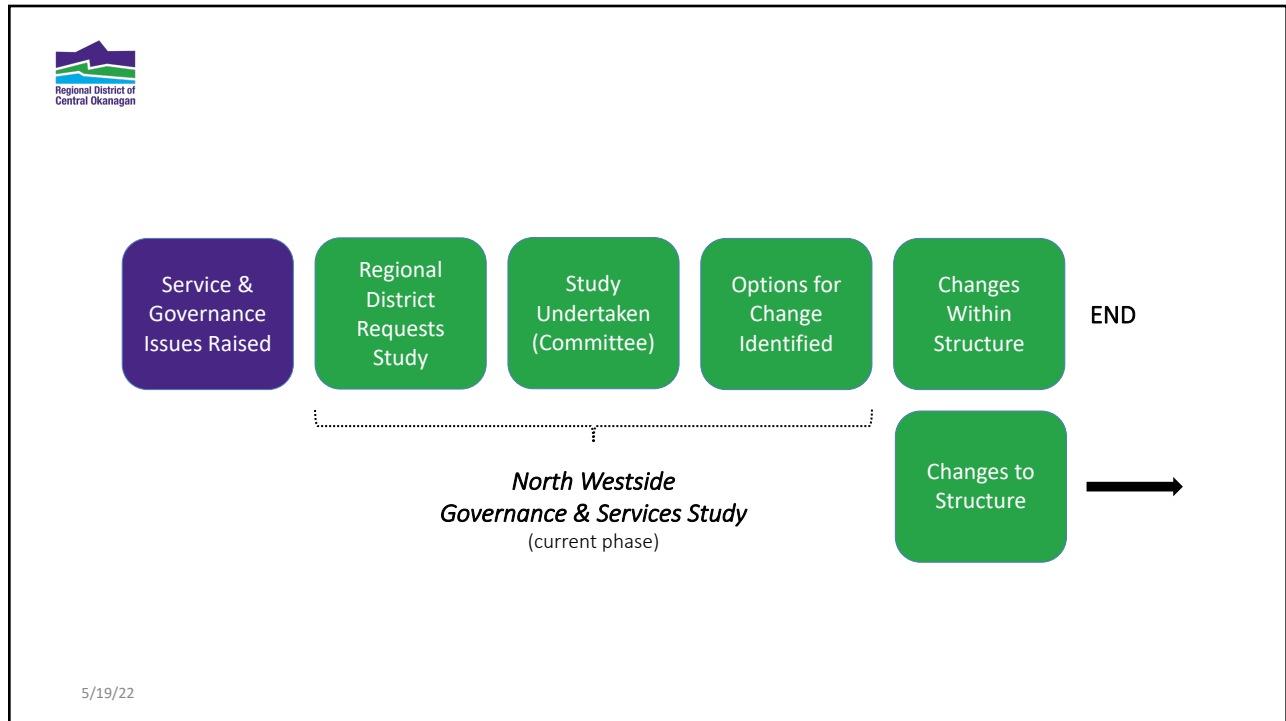 Regional District of
Central Okanagan
Service &
Governance
Issues Raised
Regional
District
Requests
Study
Study
Undertaken
(Committee)
Options for
Change
Identified
Changes
Within
Structure
END
Changes to
Structure
North Westside
Governance & Services Study
(current phase)
5/19/22